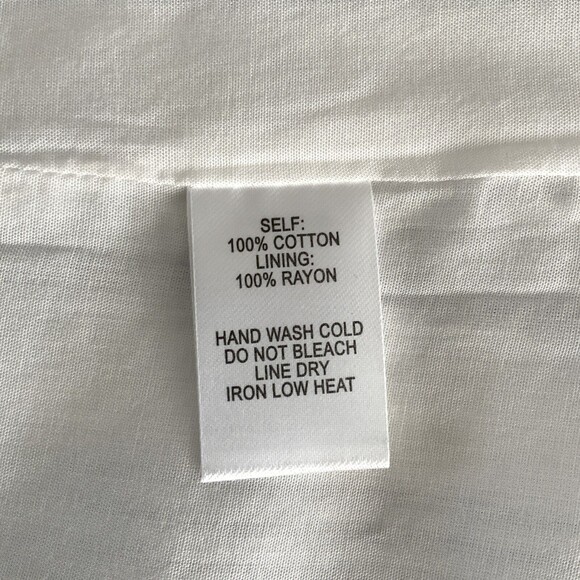 SELF:
100% COTTON
LINING:
100% RAYON
HAND WASH COLD
DO NOT BLEACH
LINE DRY
IRON LOW HEAT